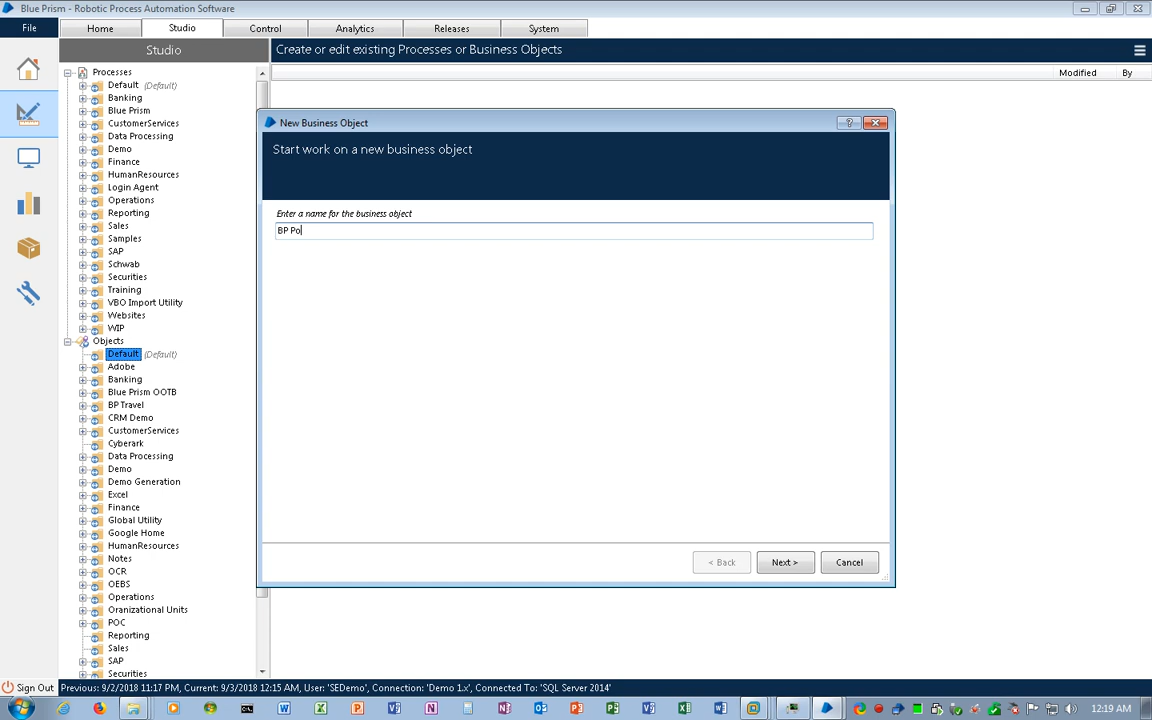 Blue Prism - Robotic Process Automation Software
File
Home
Studio
Control
Analytics
Releases
System
Studio
Create or edit existing Processes or Business Objects
Modified
By
Processes
Default (Default)
Banking
Blue Prism
CustomerServices
Data Processing
Demo
Finance
HumanResources
Login Agent
Operations
Reporting
Sales
Samples
SAP
Schwab
Securities
Training
VBO Import Utility
Websites
WIP
Objects
Default (Default)
Adobe
Banking
Blue Prism OOTB
BP Travel
CRM Demo
CustomerServices
Cyberark
Data Processing
Demo
Demo Generation
Excel
Finance
Global Utility
Google Home
HumanResources
Notes
OCR
OEBS
Operations
Oranizational Units
POC
Reporting
Sales
SAP
Securities
New Business Object
Start work on a new business object
Enter a name for the business object
BP Po
< Back
Next >
Cancel
Sign Out
Previous: 9/2/2018 11:17 PM, Current: 9/3/2018 12:15 AM, User: 'SEDemo', Connection: 'Demo 1.x', Connected To: 'SQL Server 2014'
12:19 AM